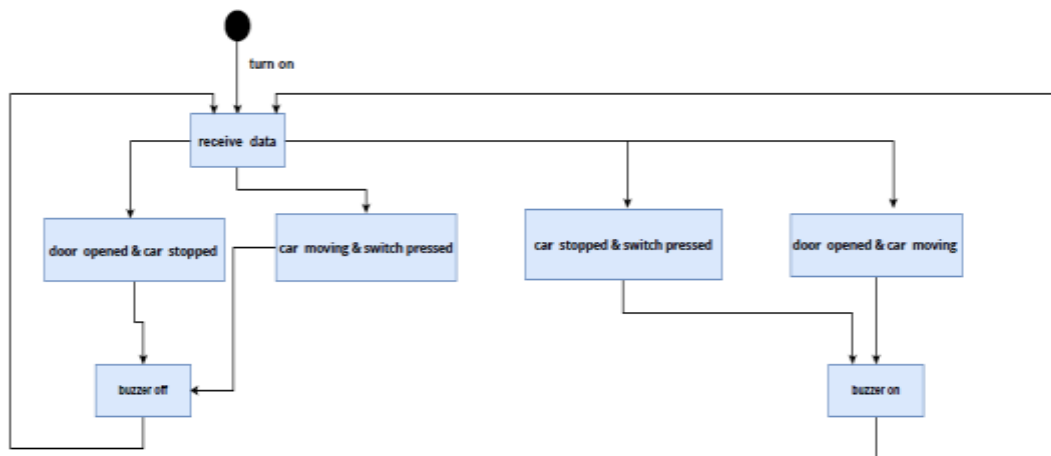 turn on
receive data
door opened & car stopped
car moving & switch pressed
car stopped & switch pressed
door opened & car moving
buzzer off
buzzer on